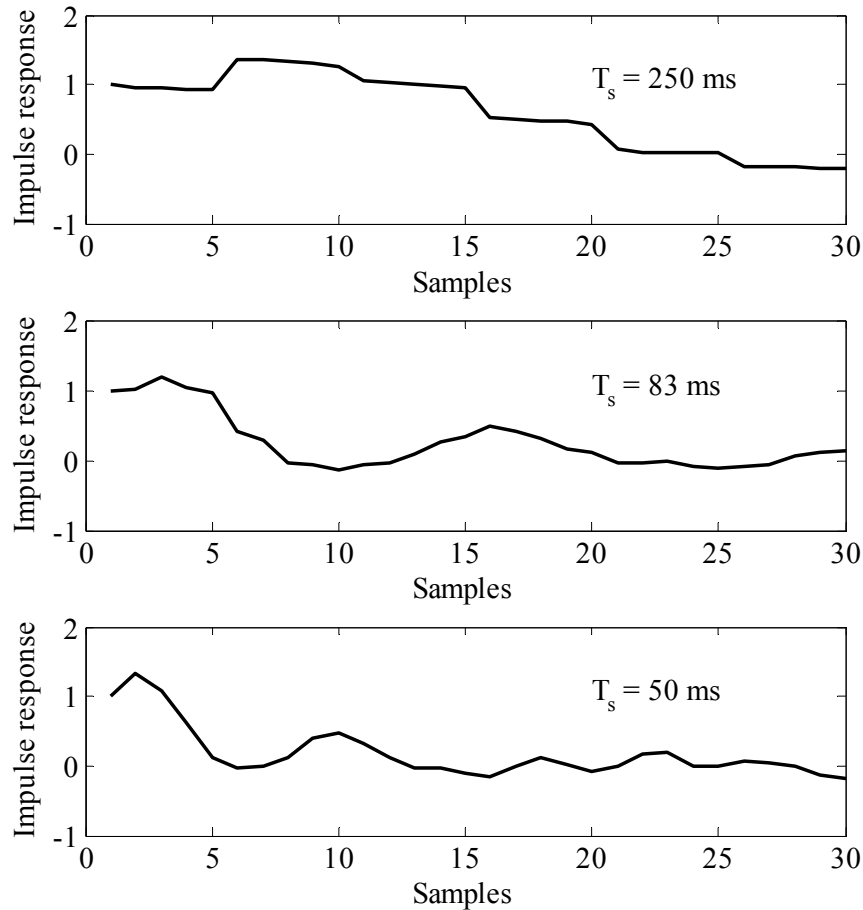 2
1
0
-1
Impulse response
T_s = 250 ms
0 5 10 15 20 25 30
Samples
2
1
0
-1
Impulse response
T_s = 83 ms
0 5 10 15 20 25 30
Samples
2
1
0
-1
Impulse response
T_s = 50 ms
0 5 10 15 20 25 30
Samples